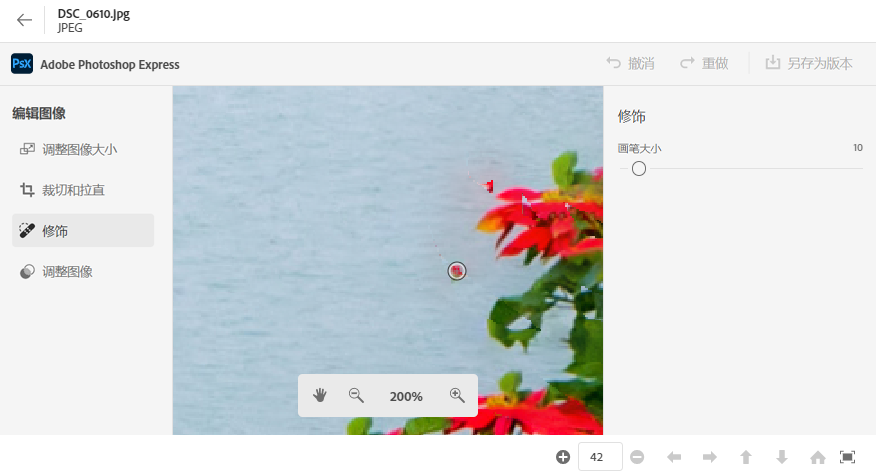 DSC_0610.jpg
JPEG
PsX Adobe Photoshop Express
撤消 重做 另存为版本
编辑图像
调整图像大小
裁切和拉直
修饰
调整图像
修饰
画笔大小 10
200%
42